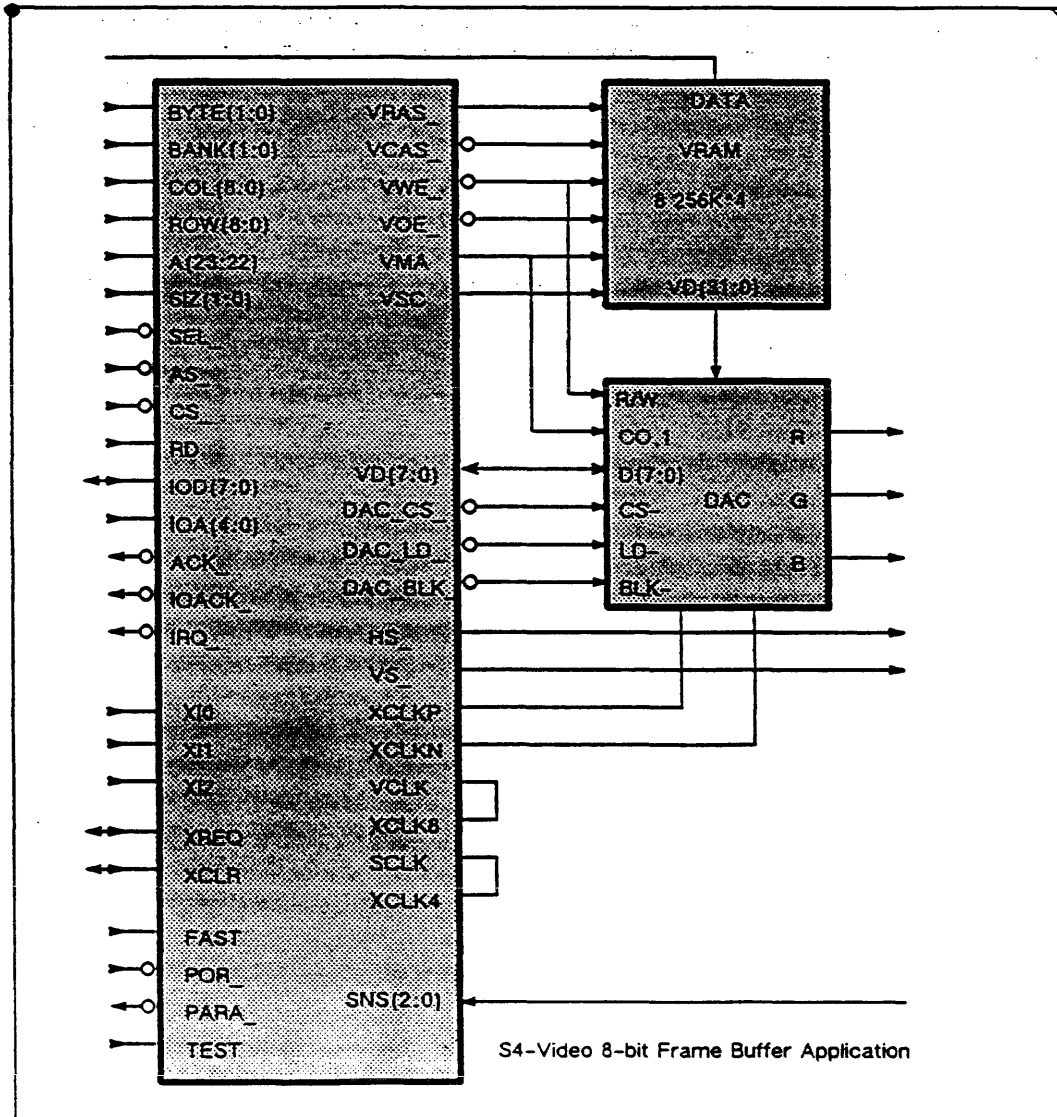 BYTE(1:0) VRAS_
BANK(1:0) VCAS_
COL(8:0) VWE_
ROW(8:0) VOE_
A(23:22) VMA
SIZ(1:0) VSC
SEL_
AS_
CS_
RD
IOD(7:0) VD(7:0)
IOA(4:0) DAC_CS_
ACK_ DAC_LD_
IOACK_ DAC_BLK_
IRQ_ HS_
VS_
XI0 XCLKP
XI1 XCLKN
XI2 VCLK
XCLK8
XREQ
SCLK
XCLR
XCLK4
FAST
POR_
PARA_
SNS(2:0)
TEST
IDATA
VRAM
8 256K*4
VD(31:0)
R/W
C0,1 R
D(7:0)
CS- DAC G
LD- B
BLK-
S4-Video 8-bit Frame Buffer Application